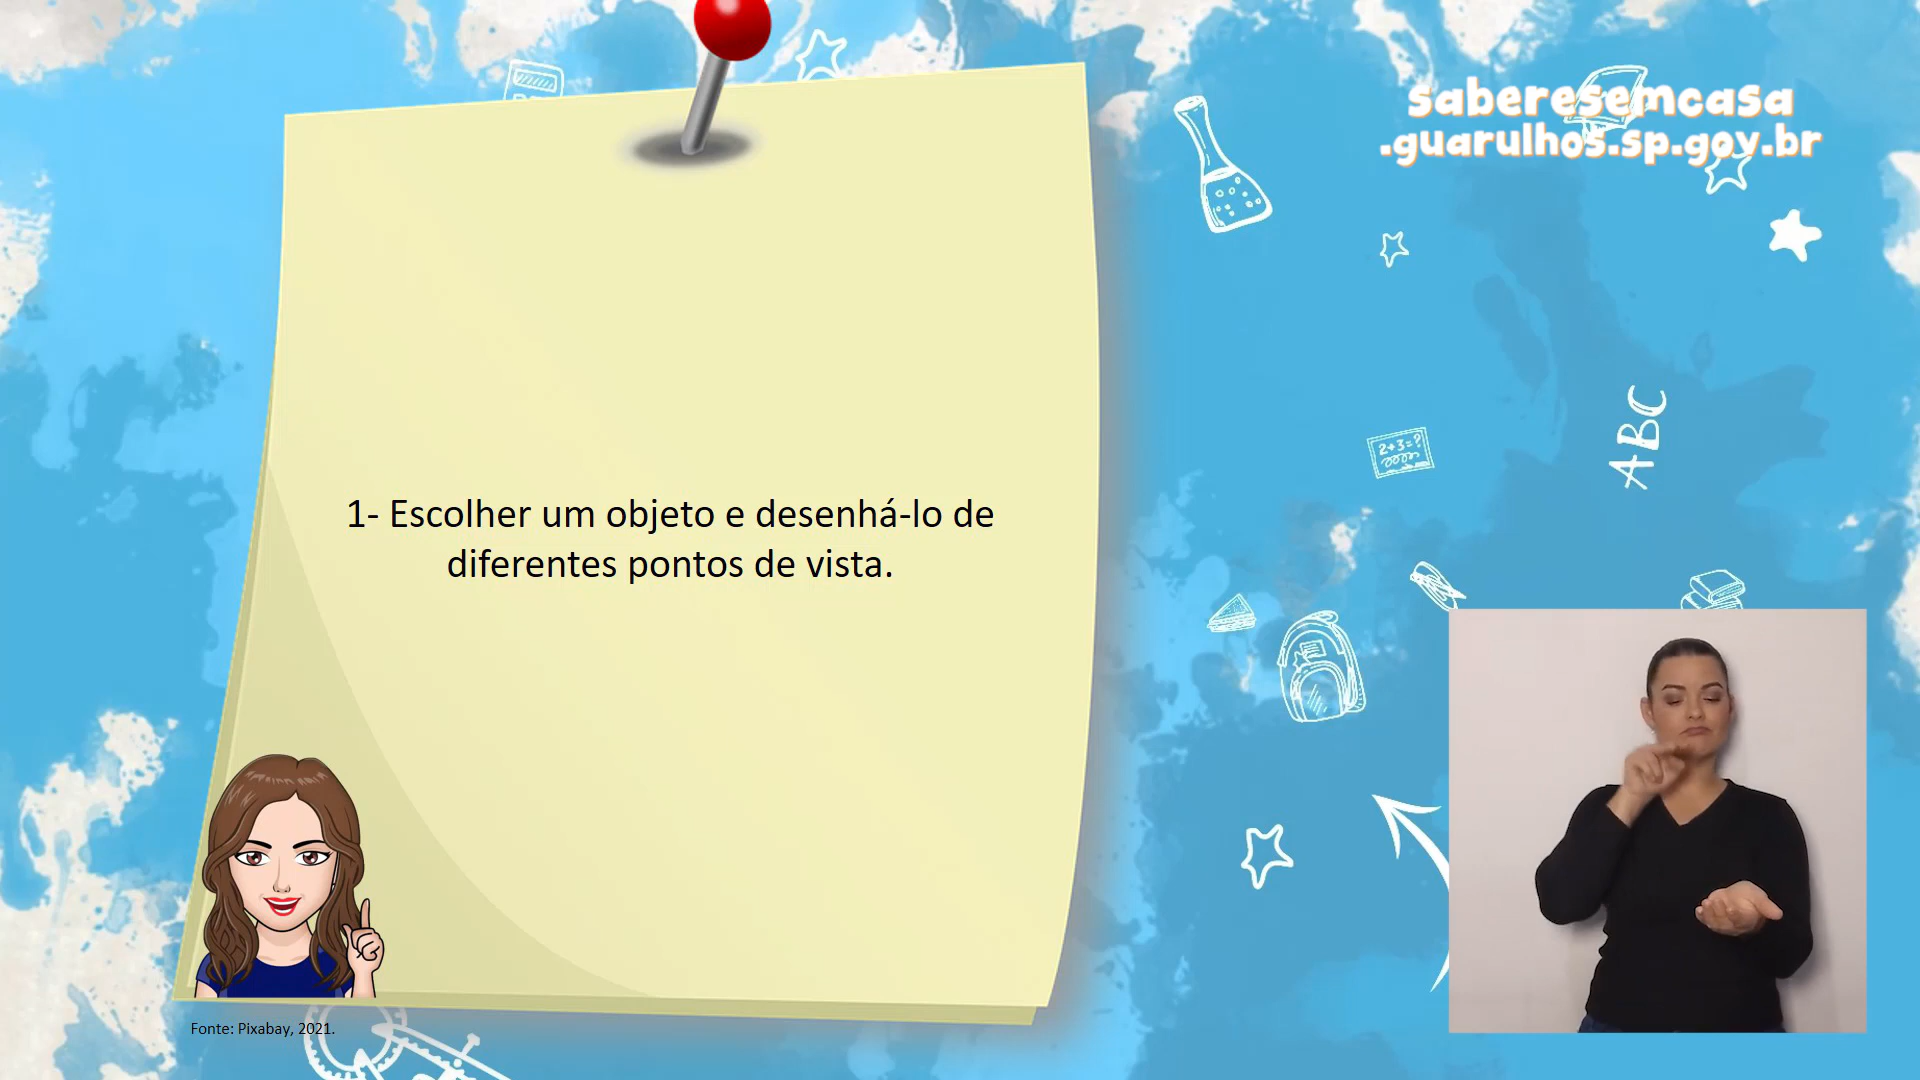 saberesemcasa
.guarulhos.sp.gov.br
2+3=?
ABC
1- Escolher um objeto e desenhá-lo de
diferentes pontos de vista.
Fonte: Pixabay, 2021.